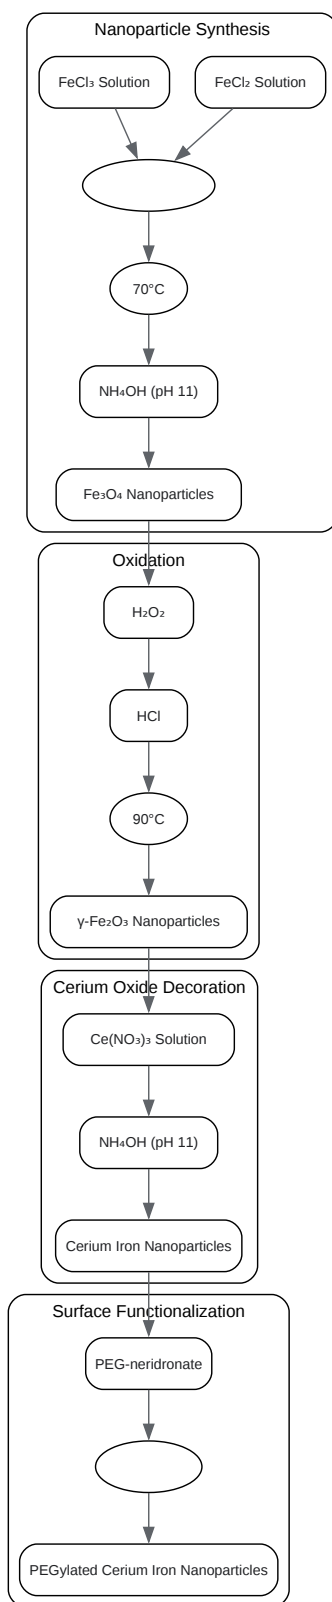 Nanoparticle Synthesis
FeCl₃ Solution
FeCl₂ Solution
70°C
NH₄OH (pH 11)
Fe₃O₄ Nanoparticles
Oxidation
H₂O₂
HCl
90°C
γ-Fe₂O₃ Nanoparticles
Cerium Oxide Decoration
Ce(NO₃)₃ Solution
NH₄OH (pH 11)
Cerium Iron Nanoparticles
Surface Functionalization
PEG-neridronate
PEGylated Cerium Iron Nanoparticles